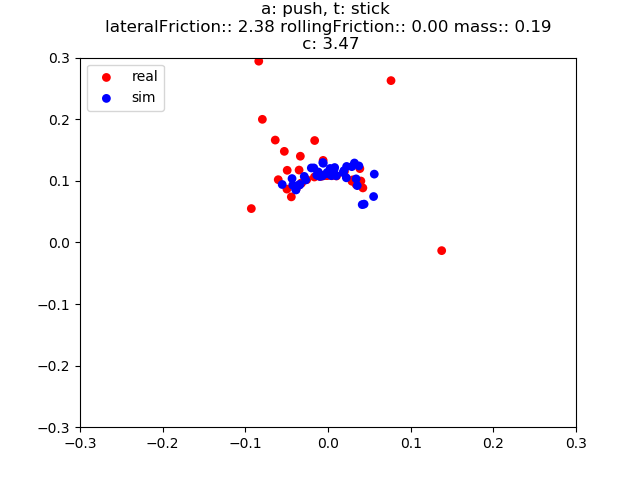 a: push, t: stick
lateralFriction:: 2.38 rollingFriction:: 0.00 mass:: 0.19
c: 3.47
real
sim
0.3
0.2
0.1
0.0
−0.1
−0.2
−0.3
−0.3
−0.2
−0.1
0.0
0.1
0.2
0.3